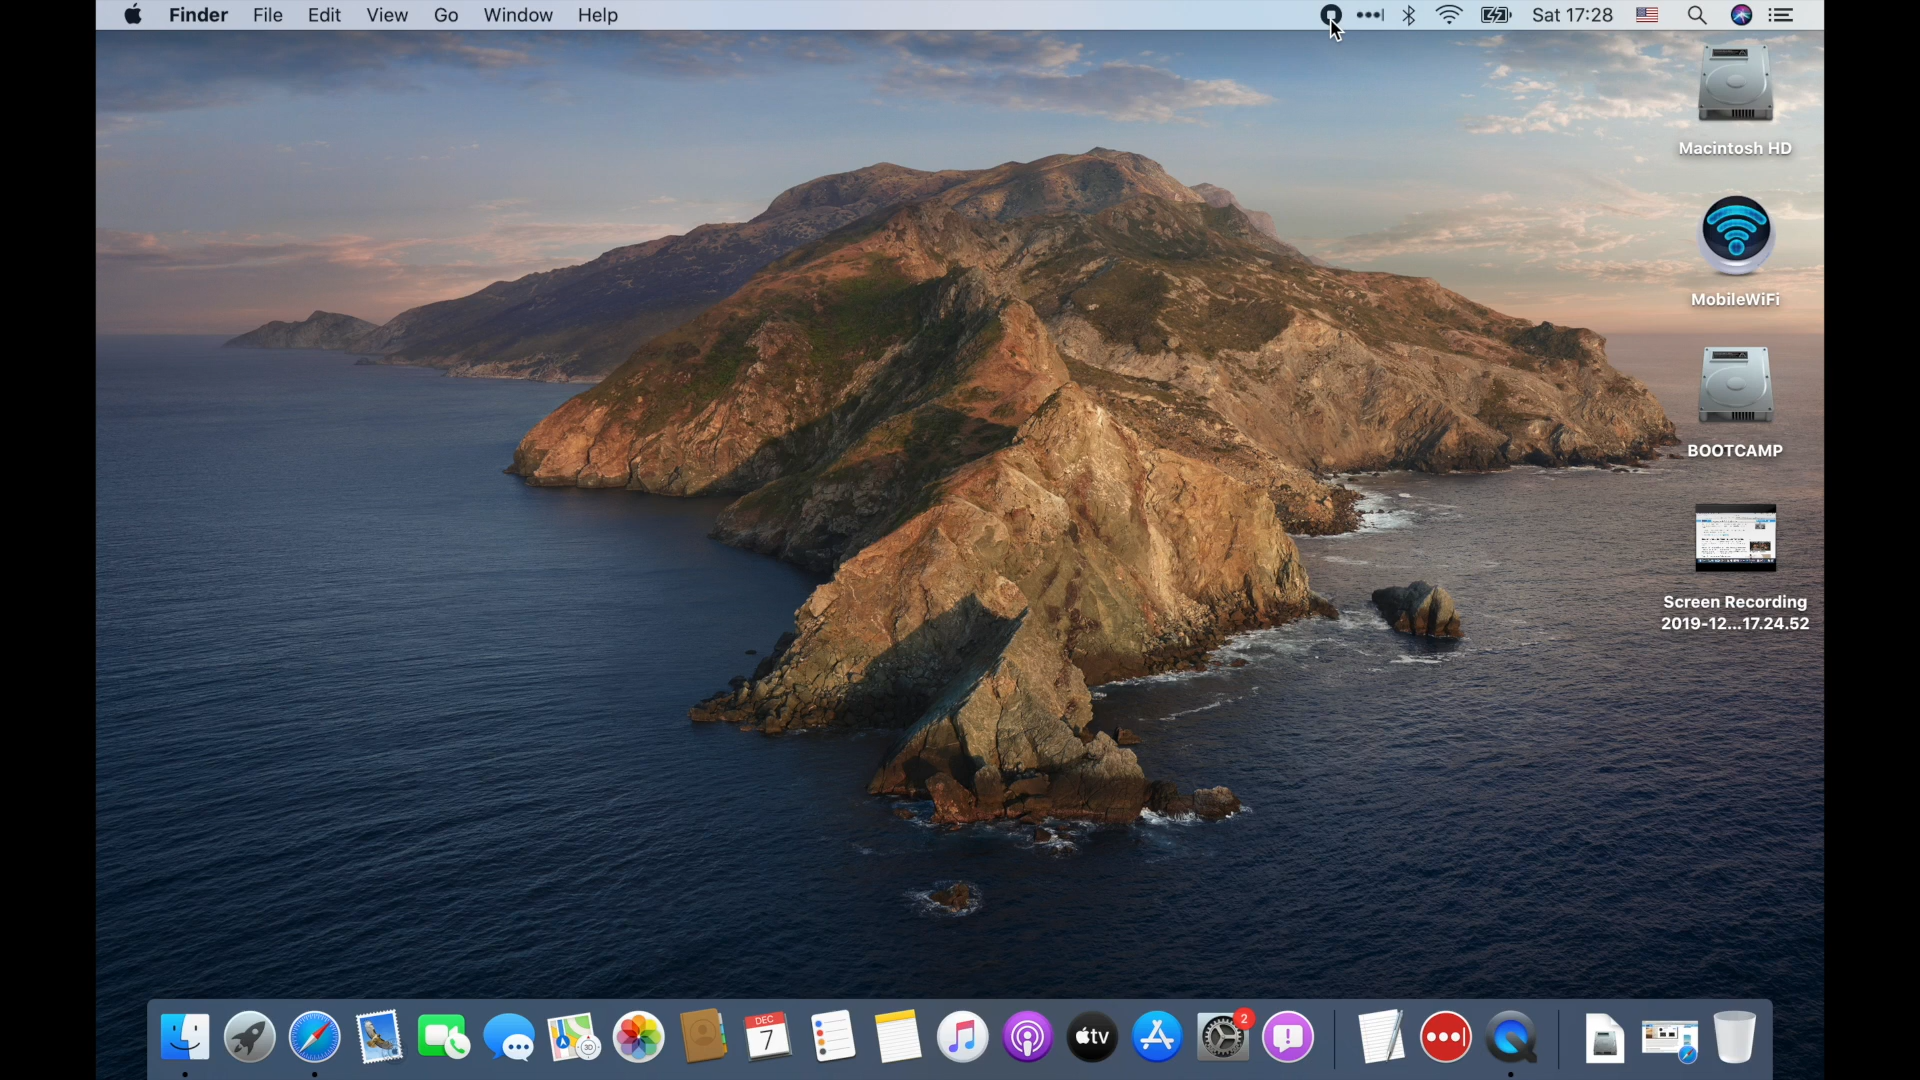 Finder File Edit View Go Window Help Sat 17:28
Macintosh HD
MobileWiFi
BOOTCAMP
Screen Recording
2019-12...17.24.52
DEC
7
3D
tv
2